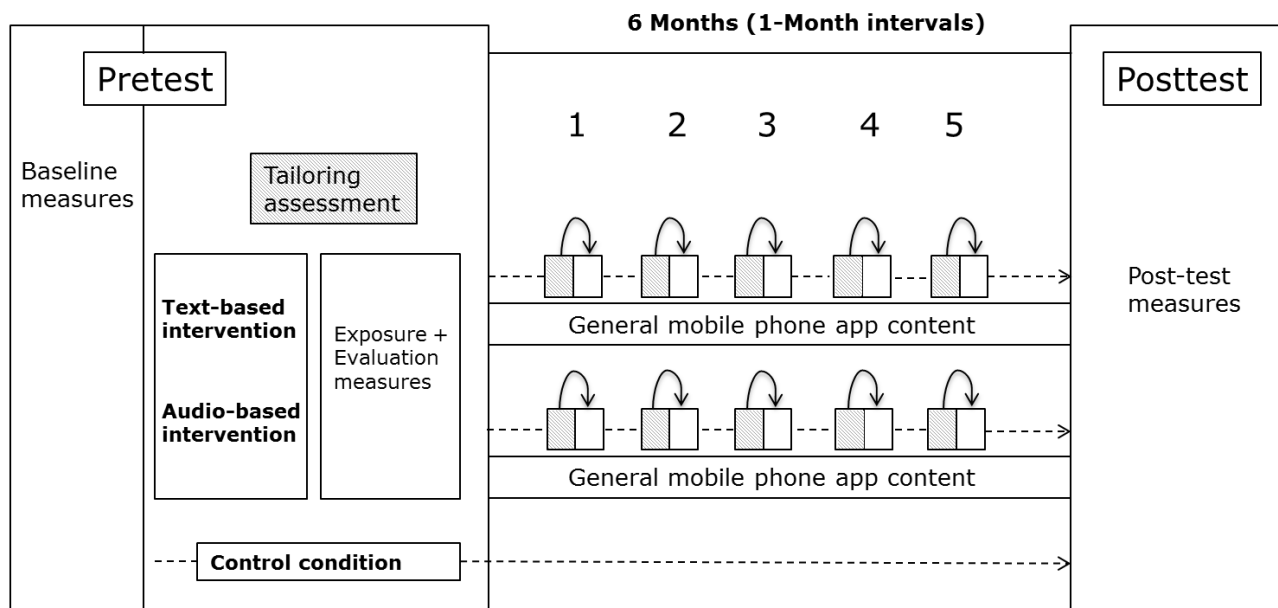 6 Months (1-Month intervals)
Pretest
Posttest
1 2 3 4 5
Baseline
measures
Tailoring
assessment
Text-based
intervention
Exposure +
Evaluation
measures
Audio-based
intervention
General mobile phone app content
General mobile phone app content
Post-test
measures
Control condition